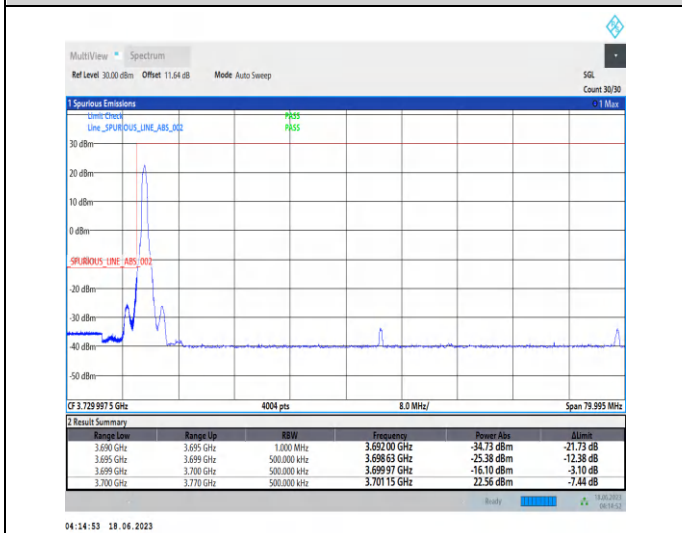 MultiView Spectrum
Ref Level 30.00 dBm Offset 11.64 dB Mode Auto Sweep SGL
Count 30/30
1 Spurious Emissions 1 Max
Limit Check PASS
Line _SPURIOUS_LINE_ABS_002 PASS
30 dBm
20 dBm
10 dBm
0 dBm
_SPURIOUS_LINE_ABS_002
-20 dBm
-30 dBm
-40 dBm
-50 dBm
CF 3.729 997 5 GHz 4004 pts 8.0 MHz/ Span 79.995 MHz
2 Result Summary
Range Low Range Up RBW Frequency Power Abs ΔLimit
3.690 GHz 3.695 GHz 1.000 MHz 3.692 00 GHz -34.73 dBm -21.73 dB
3.695 GHz 3.699 GHz 500.000 kHz 3.698 63 GHz -25.38 dBm -12.38 dB
3.699 GHz 3.700 GHz 500.000 kHz 3.699 97 GHz -16.10 dBm -3.10 dB
3.700 GHz 3.770 GHz 500.000 kHz 3.701 15 GHz 22.56 dBm -7.44 dB
Ready 18.06.2023
04:14:52
04:14:53 18.06.2023